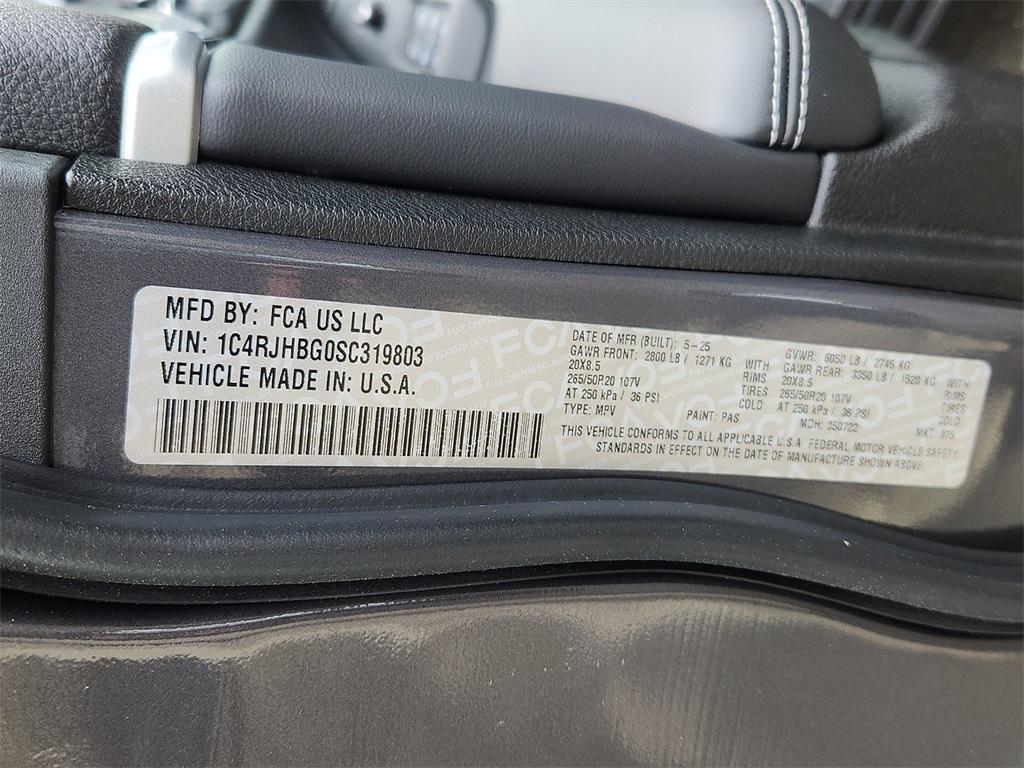 MFD BY: FCA US LLC
VIN: 1C4RJHBG0SC319803
VEHICLE MADE IN: U.S.A.
DATE OF MFR (BUILT): 5-25
GVWR: 6050 LB / 2745 KG
GAWR FRONT: 2800 LB / 1271 KG WITH
GAWR REAR: 3350 LB / 1520 KG WITH
20X8.5 RIMS
20X8.5 RIMS
265/50R20 107V TIRES
265/50R20 107V TIRES
AT 250 kPa / 36 PSI COLD
AT 250 kPa / 36 PSI COLD
TYPE: MPV PAINT: PAS MDH: 050722 MKT: 375
THIS VEHICLE CONFORMS TO ALL APPLICABLE U.S.A. FEDERAL MOTOR VEHICLE SAFETY
STANDARDS IN EFFECT ON THE DATE OF MANUFACTURE SHOWN ABOVE